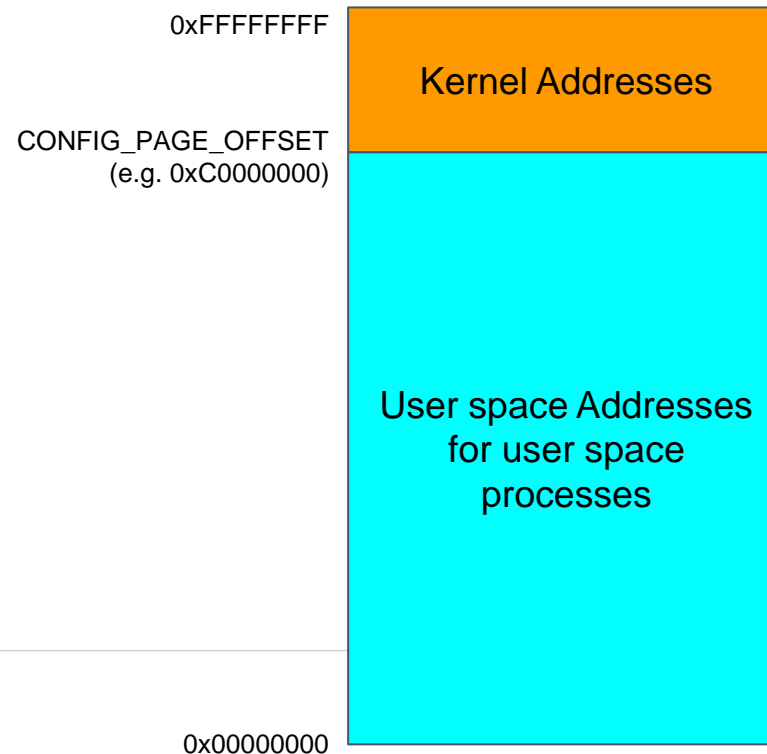 0xFFFFFFFF
Kernel Addresses
CONFIG_PAGE_OFFSET
(e.g. 0xC0000000)
User space Addresses
for user space
processes
0x00000000